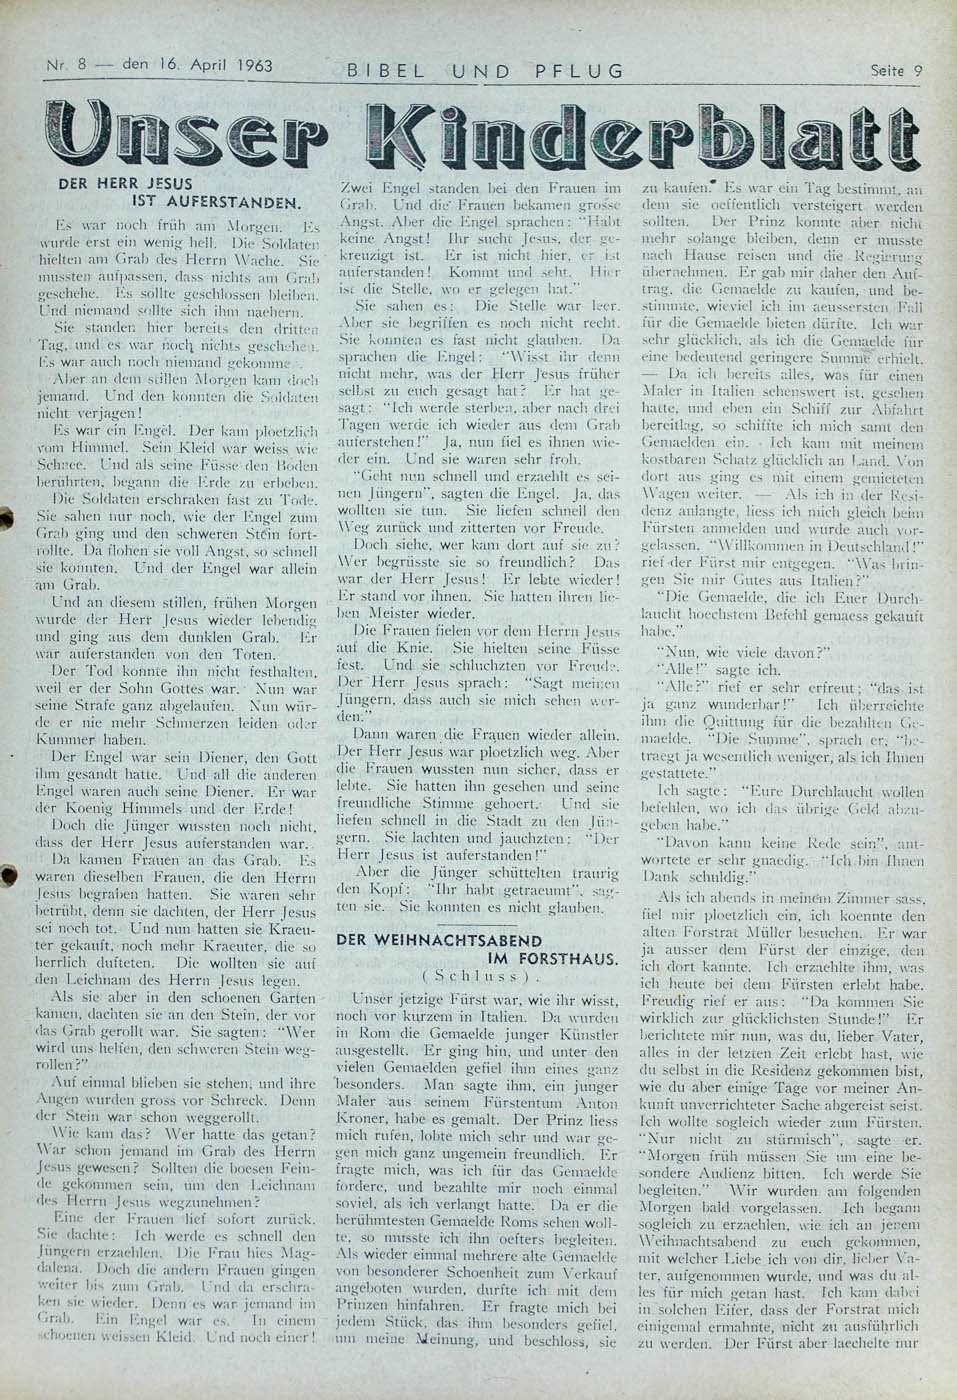 Nr. 8 — den 16. April 1963
BIBEL UND PFLUG
Seite 9
Unser Kinderblatt
DER HERR JESUS
IST AUFERSTANDEN.
Es war noch früh am Morgen. Es
wurde erst ein wenig hell. Die Soldaten
hielten am Grab des Herrn Wache. Sie
mussten aufpassen, dass nichts am Grab
geschehe. Es sollte geschlossen bleiben.
Und niemand sollte sich ihm naehern.
Sie standen hier bereits den dritten
Tag, und es war noch nichts geschehen.
Es war auch noch niemand gekommen.
Aber an dem stillen Morgen kam doch
jemand. Und den konnten die Soldaten
nicht verjagen!
Es war ein Engel. Der kam ploetzlich
vom Himmel. Sein Kleid war weiss wie
Schnee. Und als seine Füsse den Boden
berührten, begann die Erde zu erbeben.
Die Soldaten erschraken fast zu Tode.
Sie sahen nur noch, wie der Engel zum
Grab ging und den schweren Stein fort-
rollte. Da flohen sie voll Angst, so schnell
sie konnten. Und der Engel war allein
am Grab.
Und an diesem stillen, frühen Morgen
wurde der Herr Jesus wieder lebendig
und ging aus dem dunklen Grab. Er
war auferstanden von den Toten.
Der Tod konnte ihn nicht festhalten,
weil er der Sohn Gottes war. Nun war
seine Strafe ganz abgelaufen. Nun wür-
de er nie mehr Schmerzen leiden oder
Kummer haben.
Der Engel war sein Diener, den Gott
ihm gesandt hatte. Und all die anderen
Engel waren auch seine Diener. Er war
der Koenig Himmels und der Erde!
Doch die Jünger wussten noch nicht,
dass der Herr Jesus auferstanden war.
Da kamen Frauen an das Grab. Es
waren dieselben Frauen, die den Herrn
Jesus begraben hatten. Sie waren sehr
betrübt, denn sie dachten, der Herr Jesus
sei noch tot. Und nun hatten sie Kraeu-
ter gekauft, noch mehr Kraeuter, die so
herrlich dufteten. Die wollten sie auf
den Leichnam des Herrn Jesus legen.
Als sie aber in den schoenen Garten
kamen, dachten sie an den Stein, der vor
das Grab gerollt war. Sie sagten: "Wer
wird uns helfen, den schweren Stein weg-
rollen?"
Auf einmal blieben sie stehen, und ihre
Augen wurden gross vor Schreck. Denn
der Stein war schon weggerollt.
Wie kam das? Wer hatte das getan?
War schon jemand im Grab des Herrn
Jesus gewesen? Sollten die boesen Fein-
de gekommen sein, um den Leichnam
des Herrn Jesus wegzunehmen?
Eine der Frauen lief sofort zurück.
Sie dachte: Ich werde es schnell den
Jüngern erzaehlen. Die Frau hies Mag-
dalena. Doch die andern Frauen gingen
weiter bis zum Grab. Und da erschra-
ken sie wieder. Denn es war jemand im
Grab. Ein Engel war es. In einem
schoenen weissen Kleid. Und noch einer!
Zwei Engel standen bei den Frauen im
Grab. Und die Frauen bekamen grosse
Angst. Aber die Engel sprachen: "Habt
keine Angst! Ihr sucht Jesus, der ge-
kreuzigt ist. Er ist nicht hier, er ist
auferstanden! Kommt und seht. Hier
ist die Stelle, wo er gelegen hat."
Sie sahen es: Die Stelle war leer.
Aber sie begriffen es noch nicht recht.
Sie konnten es fast nicht glauben. Da
sprachen die Engel: "Wisst ihr denn
nicht mehr, was der Herr Jesus früher
selbst zu euch gesagt hat? Er hat ge-
sagt: "Ich werde sterben, aber nach drei
Tagen werde ich wieder aus dem Grab
auferstehen!" Ja, nun fiel es ihnen wie-
der ein. Und sie waren sehr froh.
"Geht nun schnell und erzaehlt es sei-
nen Jüngern", sagten die Engel. Ja, das
wollten sie tun. Sie liefen schnell den
Weg zurück und zitterten vor Freude.
Doch siehe, wer kam dort auf sie zu?
Wer begrüsste sie so freundlich? Das
war der Herr Jesus! Er lebte wieder!
Er stand vor ihnen. Sie hatten ihren lie-
ben Meister wieder.
Die Frauen fielen vor dem Herrn Jesus
auf die Knie. Sie hielten seine Füsse
fest. Und sie schluchzten vor Freude.
Der Herr Jesus sprach: "Sagt meinen
Jüngern, dass auch sie mich sehen wer-
den."
Dann waren die Frauen wieder allein.
Der Herr Jesus war ploetzlich weg. Aber
die Frauen wussten nun sicher, dass er
lebte. Sie hatten ihn gesehen und seine
freundliche Stimme gehoert. Und sie
liefen schnell in die Stadt zu den Jün-
gern. Sie lachten und jauchzten: "Der
Herr Jesus ist auferstanden!"
Aber die Jünger schüttelten traurig
den Kopf: "Ihr habt getraeumt", sag-
ten sie. Sie konnten es nicht glauben.
DER WEIHNACHTSABEND
IM FORSTHAUS.
(Schluss).
Unser jetzige Fürst war, wie ihr wisst,
noch vor kurzem in Italien. Da wurden
in Rom die Gemaelde junger Künstler
ausgestellt. Er ging hin, und unter den
vielen Gemaelden gefiel ihm eines ganz
besonders. Man sagte ihm, ein junger
Maler aus seinem Fürstentum Anton
Kroner, habe es gemalt. Der Prinz liess
mich rufen, lobte mich sehr und war ge-
gen mich ganz ungemein freundlich. Er
fragte mich, was ich für das Gemaelde
fordere, und bezahlte mir noch einmal
soviel, als ich verlangt hatte. Da er die
berühmtesten Gemaelde Roms sehen woll-
te, so musste ich ihn oefters begleiten.
Als wieder einmal mehrere alte Gemaelde
von besonderer Schoenheit zum Verkauf
angeboten wurden, durfte ich mit dem
Prinzen hinfahren. Er fragte mich bei
jedem Stück, das ihm besonders gefiel,
um meine Meinung, und beschloss, sie
zu kaufen. Es war ein Tag bestimmt, an
dem sie oeffentlich versteigert werden
sollten. Der Prinz konnte aber nicht
mehr solange bleiben, denn er musste
nach Hause reisen und die Regierung
übernehmen. Er gab mir daher den Auf-
trag, die Gemaelde zu kaufen, und be-
stimmte, wieviel ich im aeussersten Fall
für die Gemaelde bieten dürfte. Ich war
sehr glücklich, als ich die Gemaelde für
eine bedeutend geringere Summe erhielt.
— Da ich bereits alles, was für einen
Maler in Italien sehenswert ist, gesehen
hatte, und eben ein Schiff zur Abfahrt
bereitlag, so schiffte ich mich samt den
Gemaelden ein. Ich kam mit meinem
kostbaren Schatz glücklich an Land. Von
dort aus ging es mit einem gemieteten
Wagen weiter. — Als ich in der Resi-
denz anlangte, liess ich mich gleich beim
Fürsten anmelden und wurde auch vor-
gelassen. "Willkommen in Deutschland!"
rief der Fürst mir entgegen. "Was brin-
gen Sie mir Gutes aus Italien?"
"Die Gemaelde, die ich Euer Durch-
laucht hoechstem Befehl gemaess gekauft
habe."
"Nun, wie viele davon?"
"Alle!" sagte ich.
"Alle?" rief er sehr erfreut; "das ist
ja ganz wunderbar!" Ich überreichte
ihm die Quittung für die bezahlten Ge-
maelde. "Die Summe", sprach er, "be-
traegt ja wesentlich weniger, als ich Ihnen
gestattete."
Ich sagte: "Eure Durchlaucht wollen
befehlen, wo ich das übrige Geld abzu-
geben habe."
"Davon kann keine Rede sein", ant-
wortete er sehr gnaedig. "Ich bin Ihnen
Dank schuldig."
Als ich abends in meinem Zimmer sass,
fiel mir ploetzlich ein, ich koennte den
alten Forstrat Müller besuchen. Er war
ja ausser dem Fürst der einzige, den
ich dort kannte. Ich erzaehlte ihm, was
ich heute bei dem Fürsten erlebt habe.
Freudig rief er aus: "Da kommen Sie
wirklich zur glücklichsten Stunde!" Er
berichtete mir nun, was du, lieber Vater,
alles in der letzten Zeit erlebt hast, wie
du selbst in die Residenz gekommen bist,
wie du aber einige Tage vor meiner An-
kunft unverrichteter Sache abgereist seist.
Ich wollte sogleich wieder zum Fürsten.
"Nur nicht zu stürmisch", sagte er.
"Morgen früh müssen Sie um eine be-
sondere Audienz bitten. Ich werde Sie
begleiten." Wir wurden am folgenden
Morgen bald vorgelassen. Ich begann
sogleich zu erzaehlen, wie ich an jenem
Weihnachtsabend zu euch gekommen,
mit welcher Liebe ich von dir, lieber Va-
ter, aufgenommen wurde, und was du al-
les für mich getan hast. Ich kam dabei
in solchen Eifer, dass der Forstrat mich
einigemal ermahnte, nicht zu ausführlich
zu werden. Der Fürst aber laechelte nur